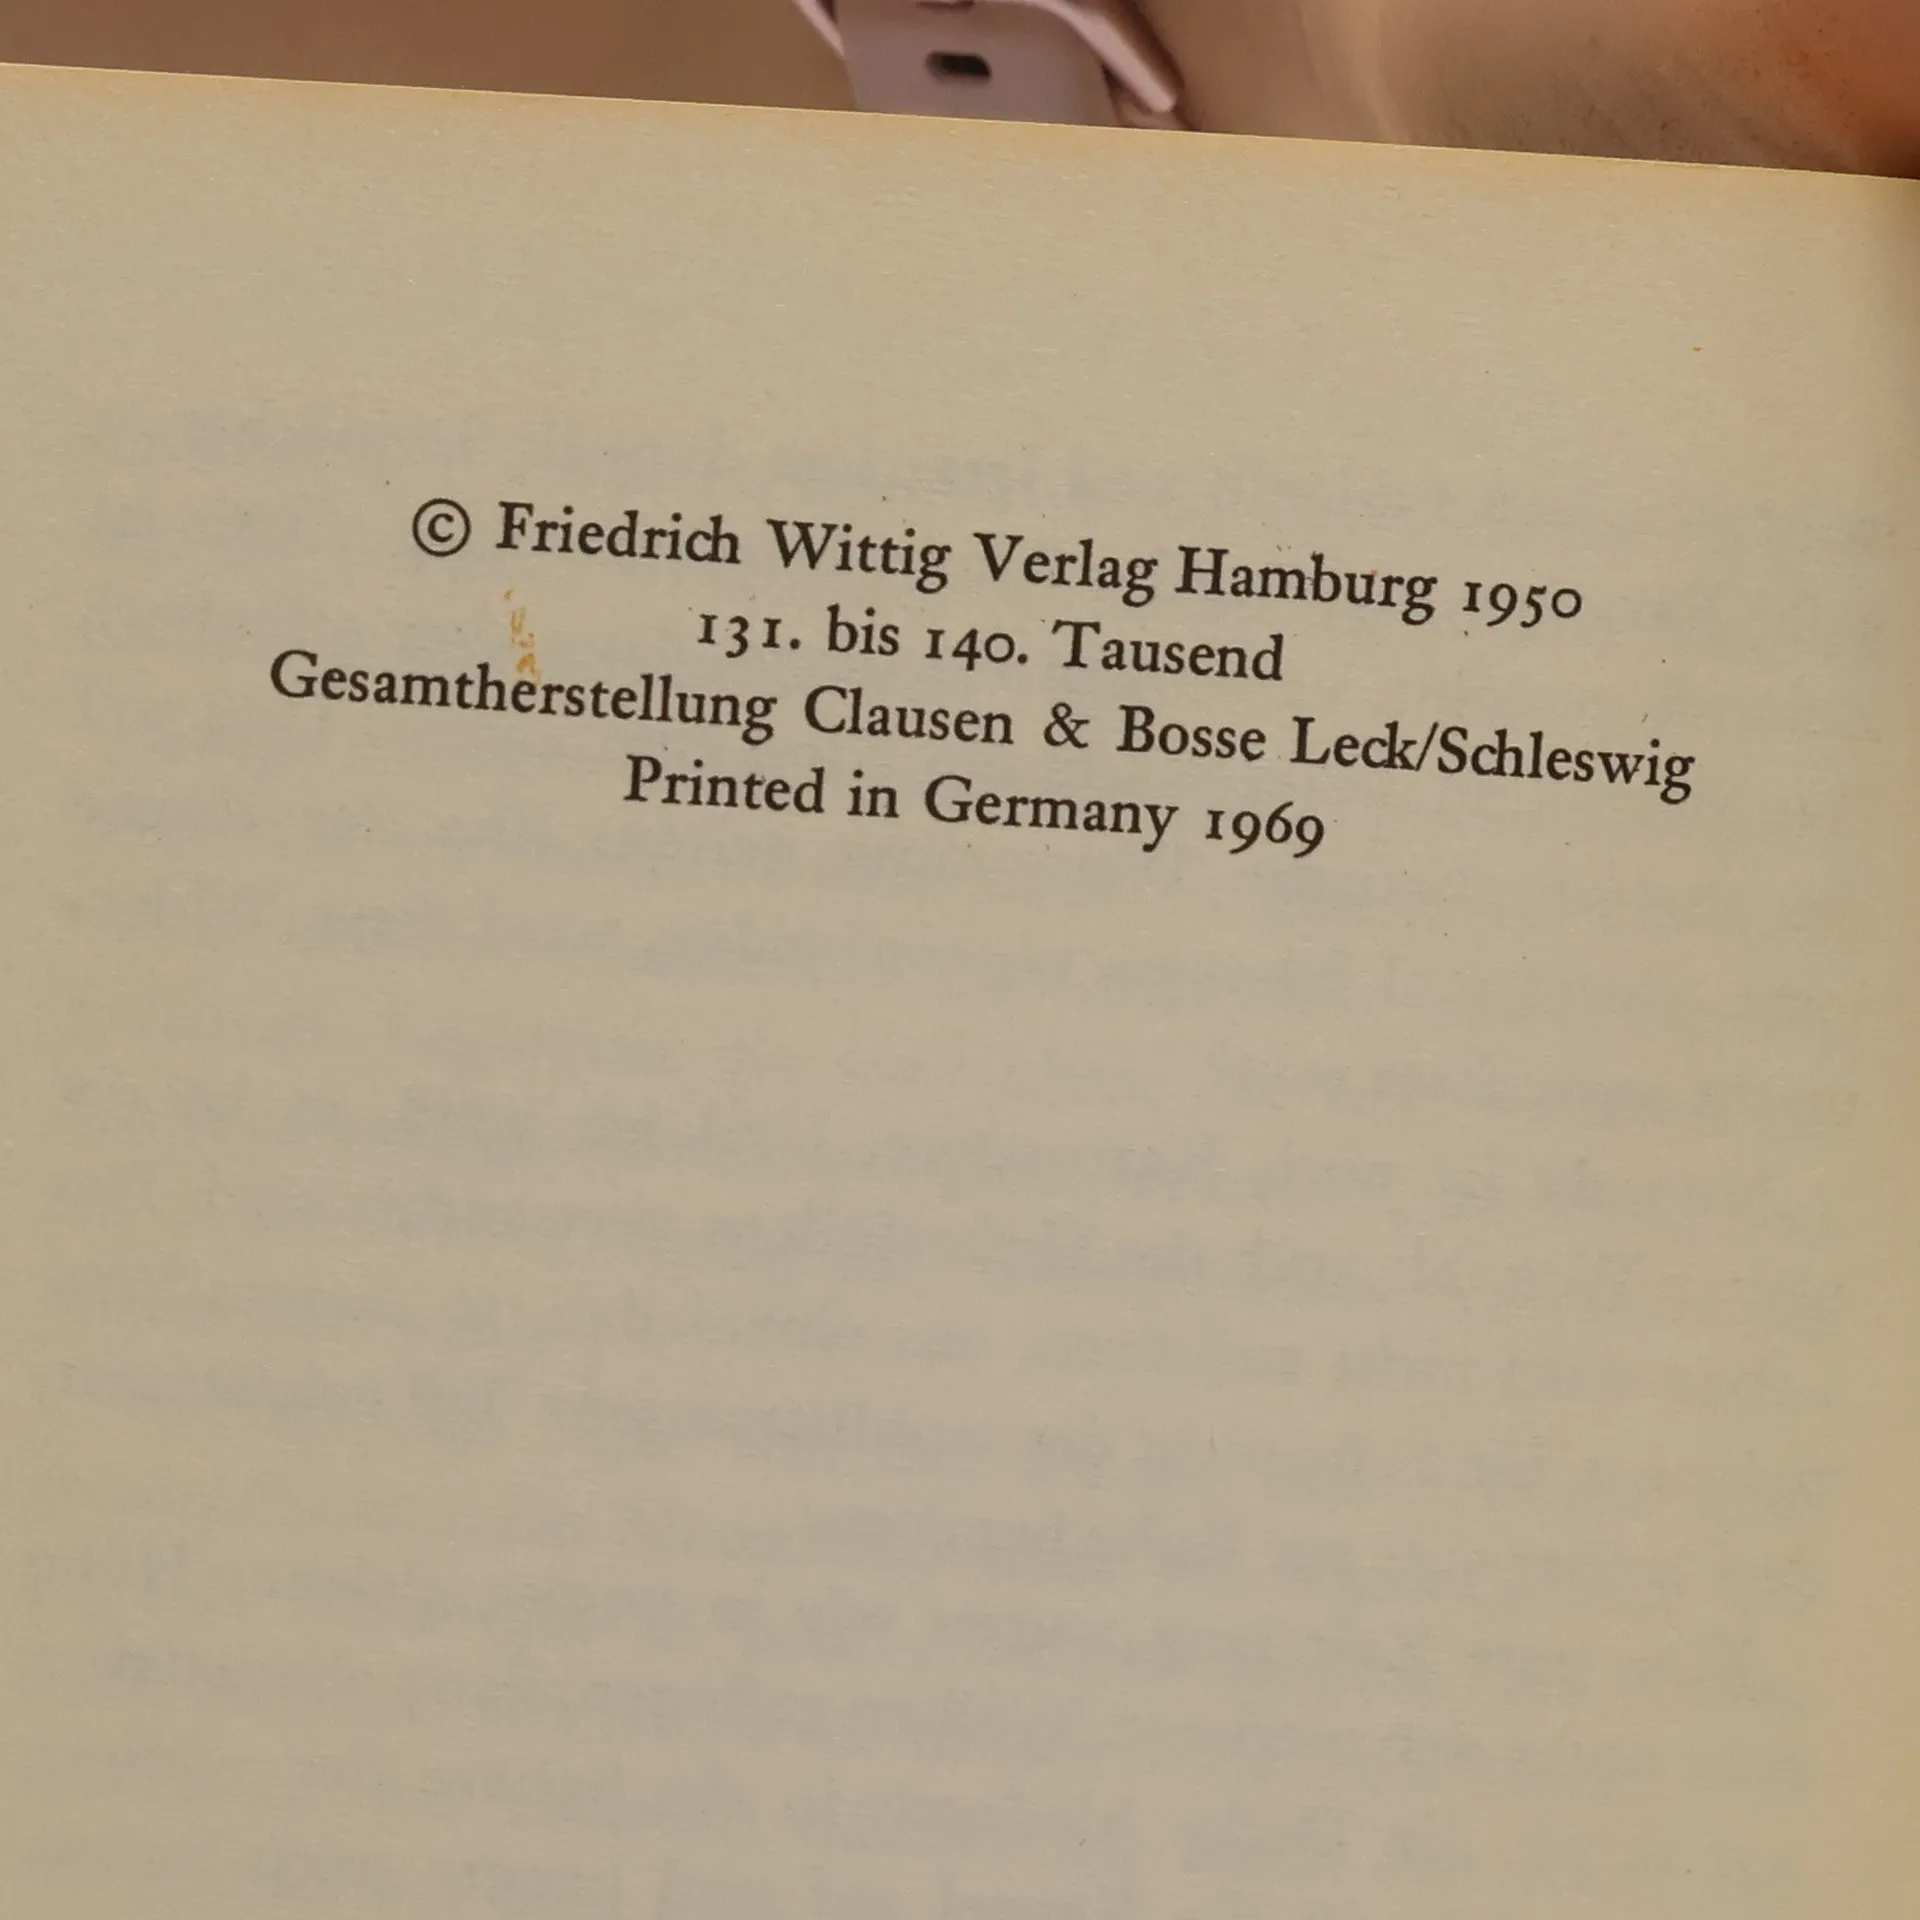 © Friedrich Wittig Verlag Hamburg 1950
131. bis 140. Tausend
Gesamtherstellung Clausen & Bosse Leck/Schleswig
Printed in Germany 1969